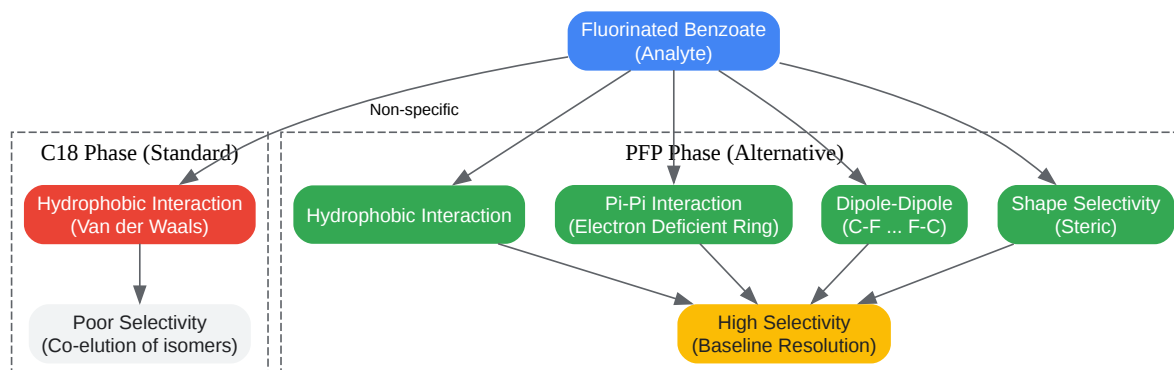 Fluorinated Benzoate
(Analyte)
Non-specific
C18 Phase (Standard)
PFP Phase (Alternative)
Hydrophobic Interaction
(Van der Waals)
Hydrophobic Interaction
Pi-Pi Interaction
(Electron Deficient Ring)
Dipole-Dipole
(C-F ... F-C)
Shape Selectivity
(Steric)
Poor Selectivity
(Co-elution of isomers)
High Selectivity
(Baseline Resolution)